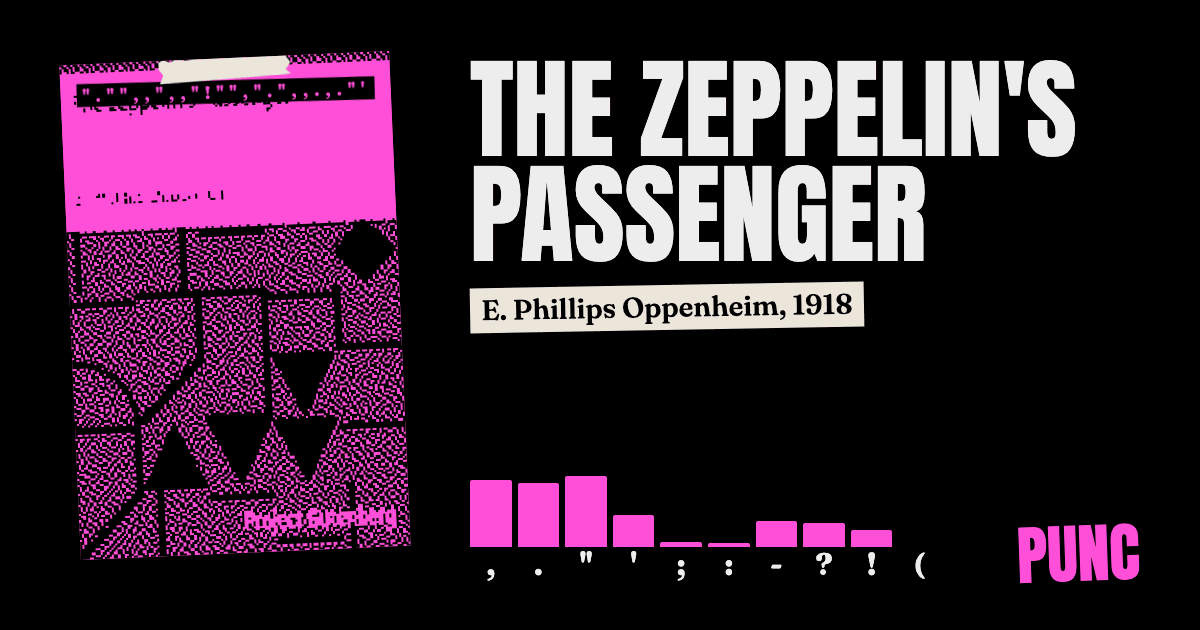 "."",,",,"!"",".",,.,."'
THE ZEPPELIN'S
PASSENGER
E. Phillips Oppenheim, 1918
Project Gutenberg
, . " ' ; : - ? ! (
PUNC